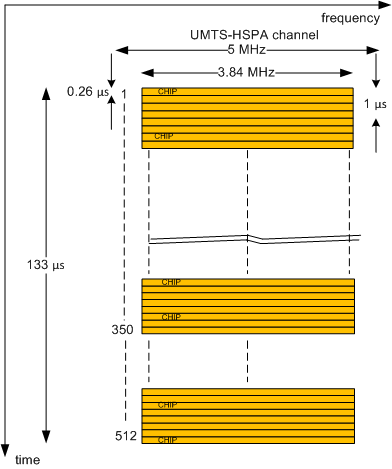 frequency
UMTS-HSPA channel
5 MHz
3.84 MHz
0.26 µs
1
CHIP
1 µs
CHIP
133 µs
CHIP
CHIP
350
CHIP
512
CHIP
time